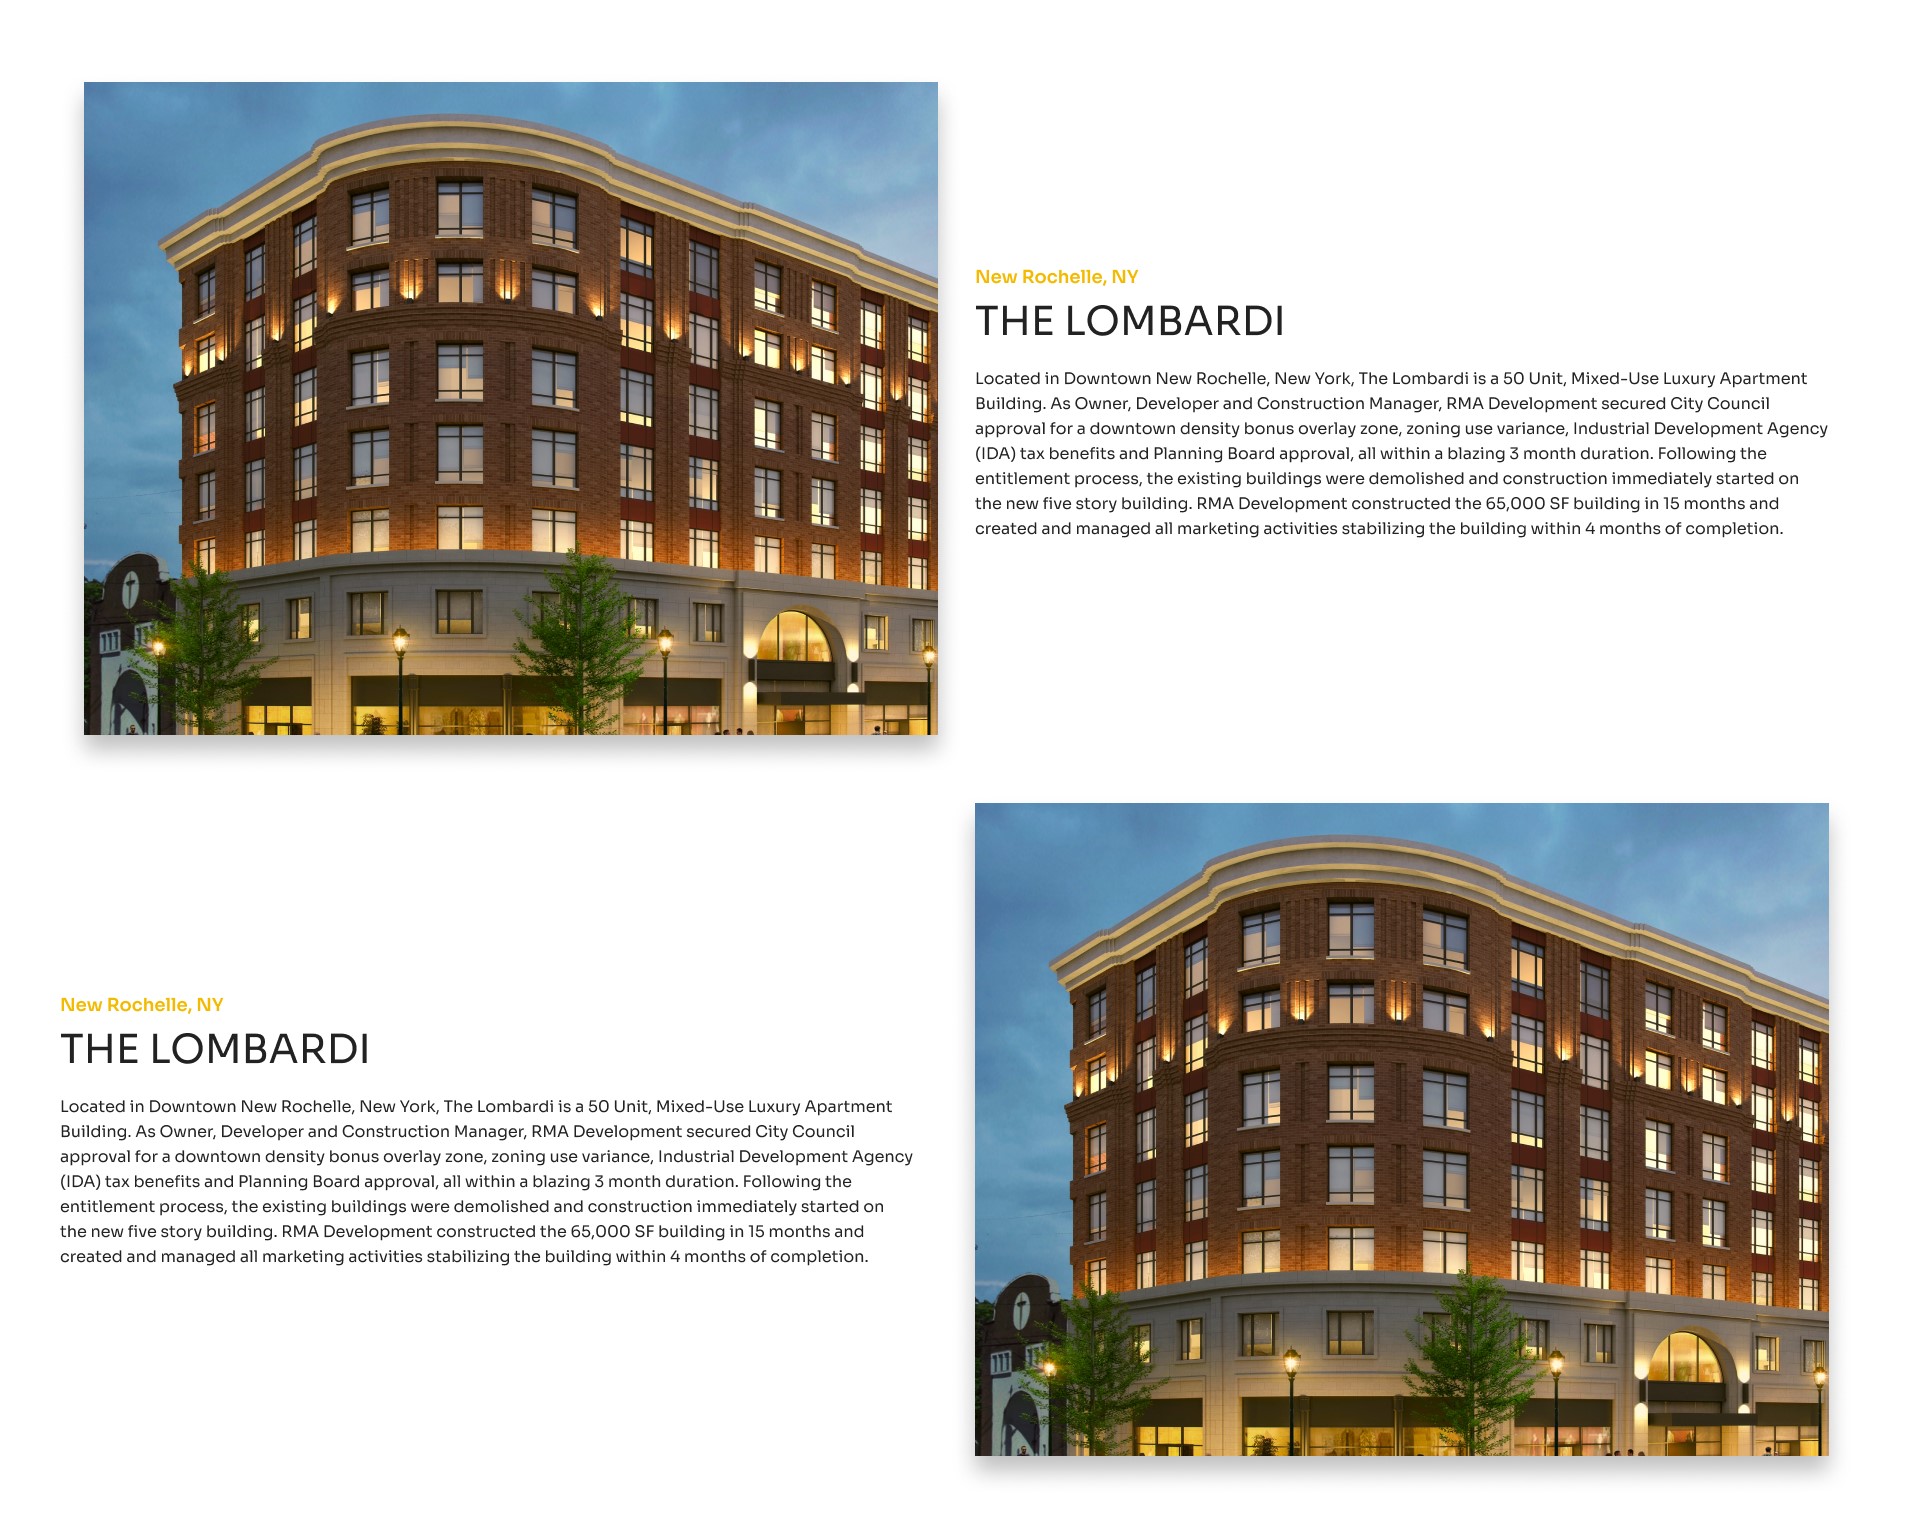 New Rochelle, NY
THE LOMBARDI
Located in Downtown New Rochelle, New York, The Lombardi is a 50 Unit, Mixed-Use Luxury Apartment
Building. As Owner, Developer and Construction Manager, RMA Development secured City Council
approval for a downtown density bonus overlay zone, zoning use variance, Industrial Development Agency
(IDA) tax benefits and Planning Board approval, all within a blazing 3 month duration. Following the
entitlement process, the existing buildings were demolished and construction immediately started on
the new five story building. RMA Development constructed the 65,000 SF building in 15 months and
created and managed all marketing activities stabilizing the building within 4 months of completion.
New Rochelle, NY
THE LOMBARDI
Located in Downtown New Rochelle, New York, The Lombardi is a 50 Unit, Mixed-Use Luxury Apartment
Building. As Owner, Developer and Construction Manager, RMA Development secured City Council
approval for a downtown density bonus overlay zone, zoning use variance, Industrial Development Agency
(IDA) tax benefits and Planning Board approval, all within a blazing 3 month duration. Following the
entitlement process, the existing buildings were demolished and construction immediately started on
the new five story building. RMA Development constructed the 65,000 SF building in 15 months and
created and managed all marketing activities stabilizing the building within 4 months of completion.